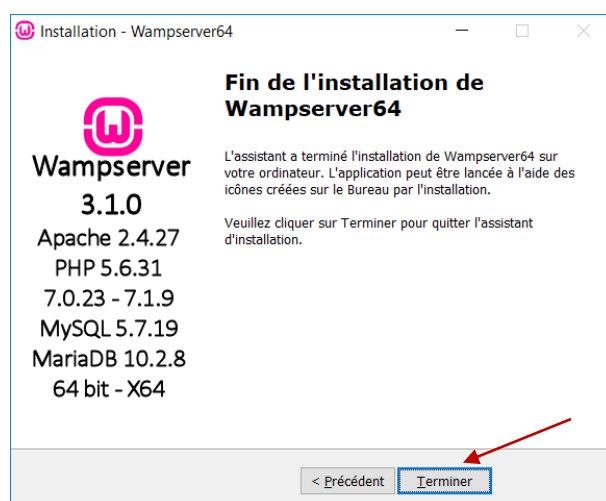 Installation - Wampserver64
Fin de l'installation de
Wampserver64
L'assistant a terminé l'installation de Wampserver64 sur
votre ordinateur. L'application peut être lancée à l'aide des
icônes créées sur le Bureau par l'installation.
Veuillez cliquer sur Terminer pour quitter l'assistant
d'installation.
Wampserver
3.1.0
Apache 2.4.27
PHP 5.6.31
7.0.23 - 7.1.9
MySQL 5.7.19
MariaDB 10.2.8
64 bit - X64
< Précédent
Terminer